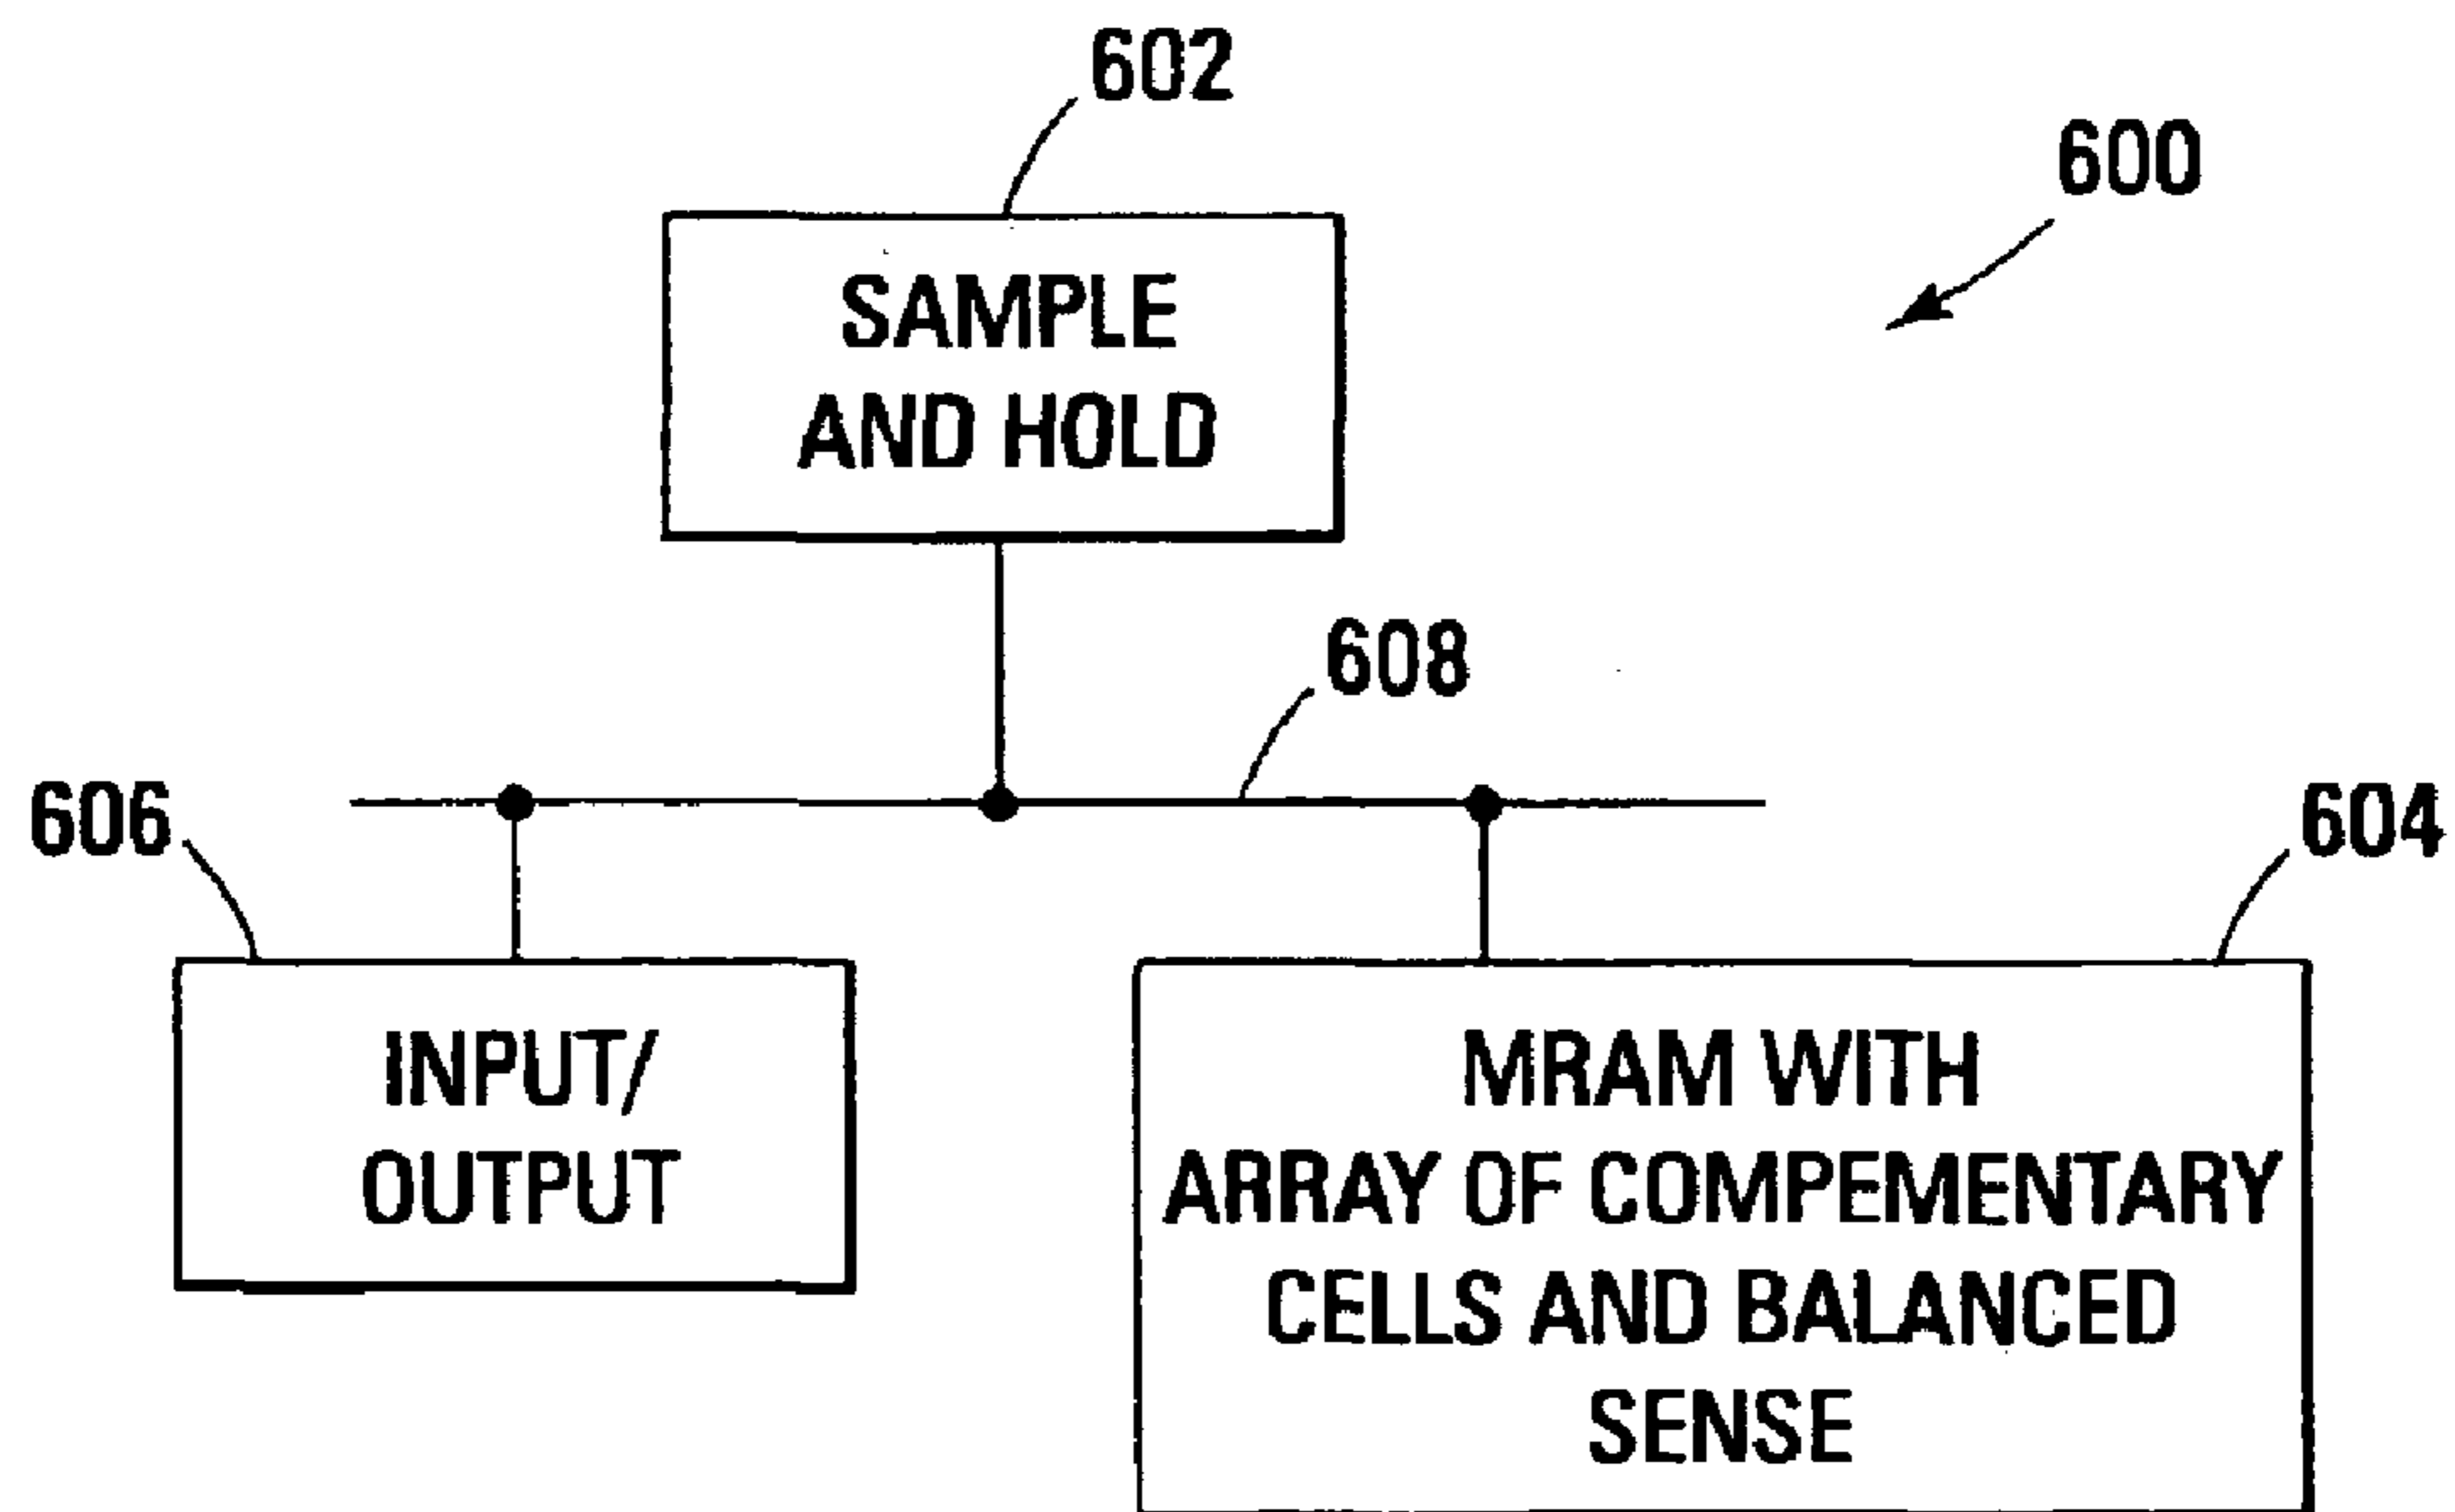 602
600
SAMPLE
AND HOLD
608
606
604
INPUT/
OUTPUT
MRAM WITH
ARRAY OF COMPEMENTARY
CELLS AND BALANCED
SENSE